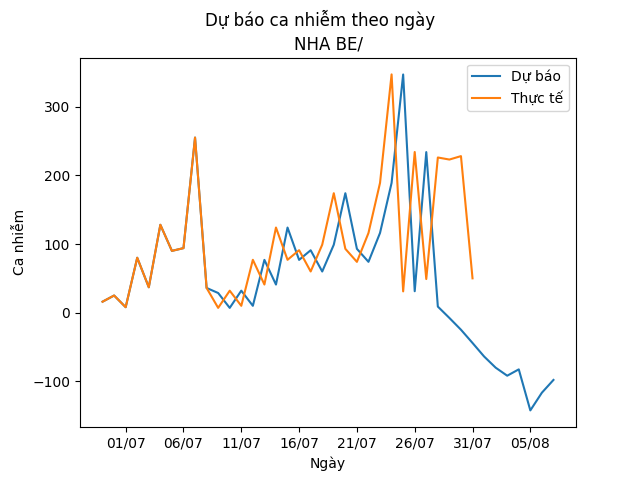 Dự báo ca nhiễm theo ngày
NHA BE/
Dự báo
Thực tế
Ca nhiễm
300
200
100
0
−100
01/07 06/07 11/07 16/07 21/07 26/07 31/07 05/08
Ngày